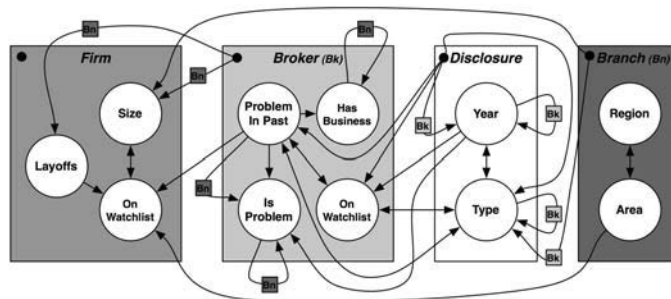 Bn
Firm
Broker (Bk)
Bn
Disclosure
Branch (Bn)
Bn
Size
Problem
In Past
Has
Business
Bk
Year
Bk
Region
Layoffs
On
Watchlist
Bn
Is
Problem
On
Watchlist
Type
Bk
Area
Bk
Bn